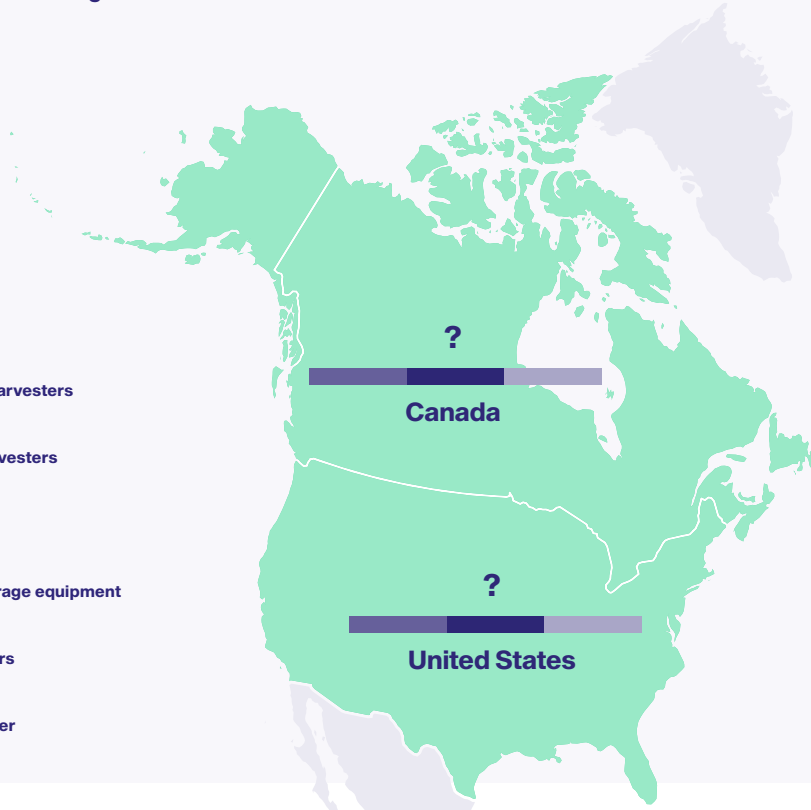 ?
arvesters
Canada
vesters
?
rage equipment
rs
United States
er